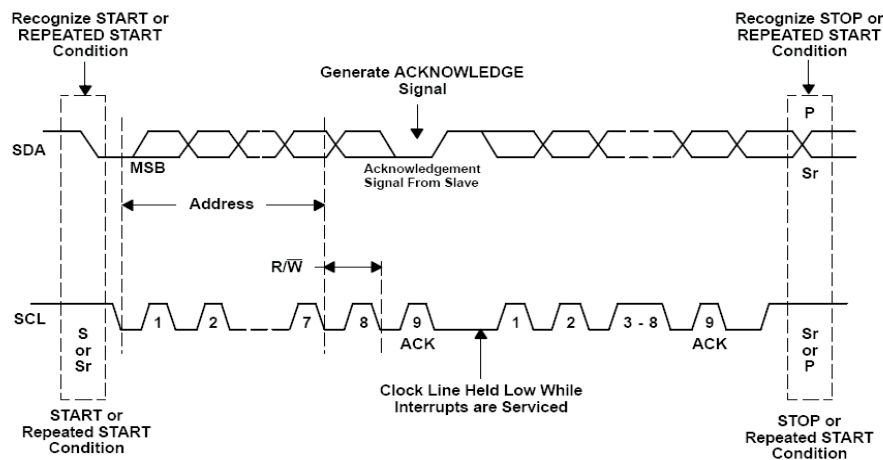 Recognize START or
REPEATED START
Condition
Recognize STOP or
REPEATED START
Condition
Generate ACKNOWLEDGE
Signal
P
SDA
MSB
Acknowledgement
Signal From Slave
Sr
Address
R/W̅
SCL
S
or
Sr
1
2
7
8
9
ACK
1
2
3 - 8
9
ACK
Sr
or
P
Clock Line Held Low While
Interrupts are Serviced
START or
Repeated START
Condition
STOP or
Repeated START
Condition